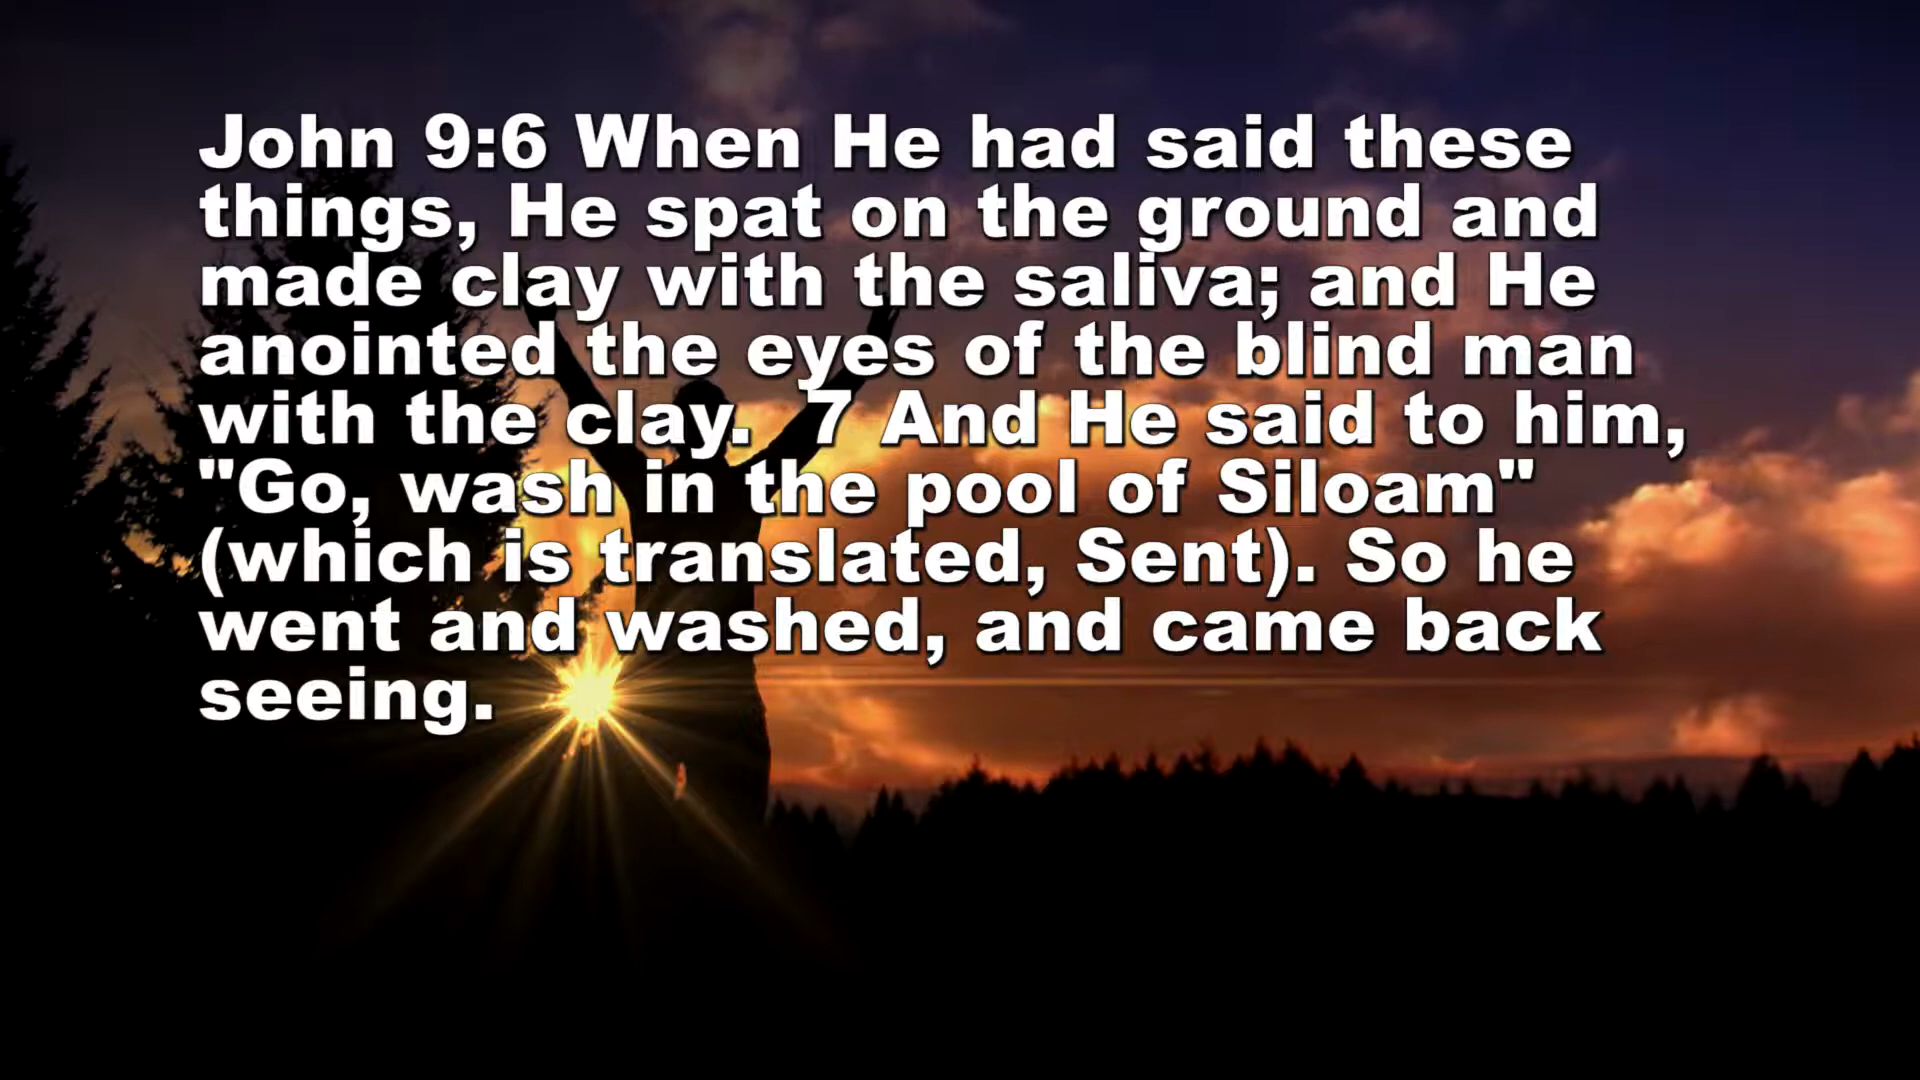 John 9:6 When He had said these
things, He spat on the ground and
made clay with the saliva; and He
anointed the eyes of the blind man
with the clay.  7 And He said to him,
"Go, wash in the pool of Siloam"
(which is translated, Sent). So he
went and washed, and came back
seeing.